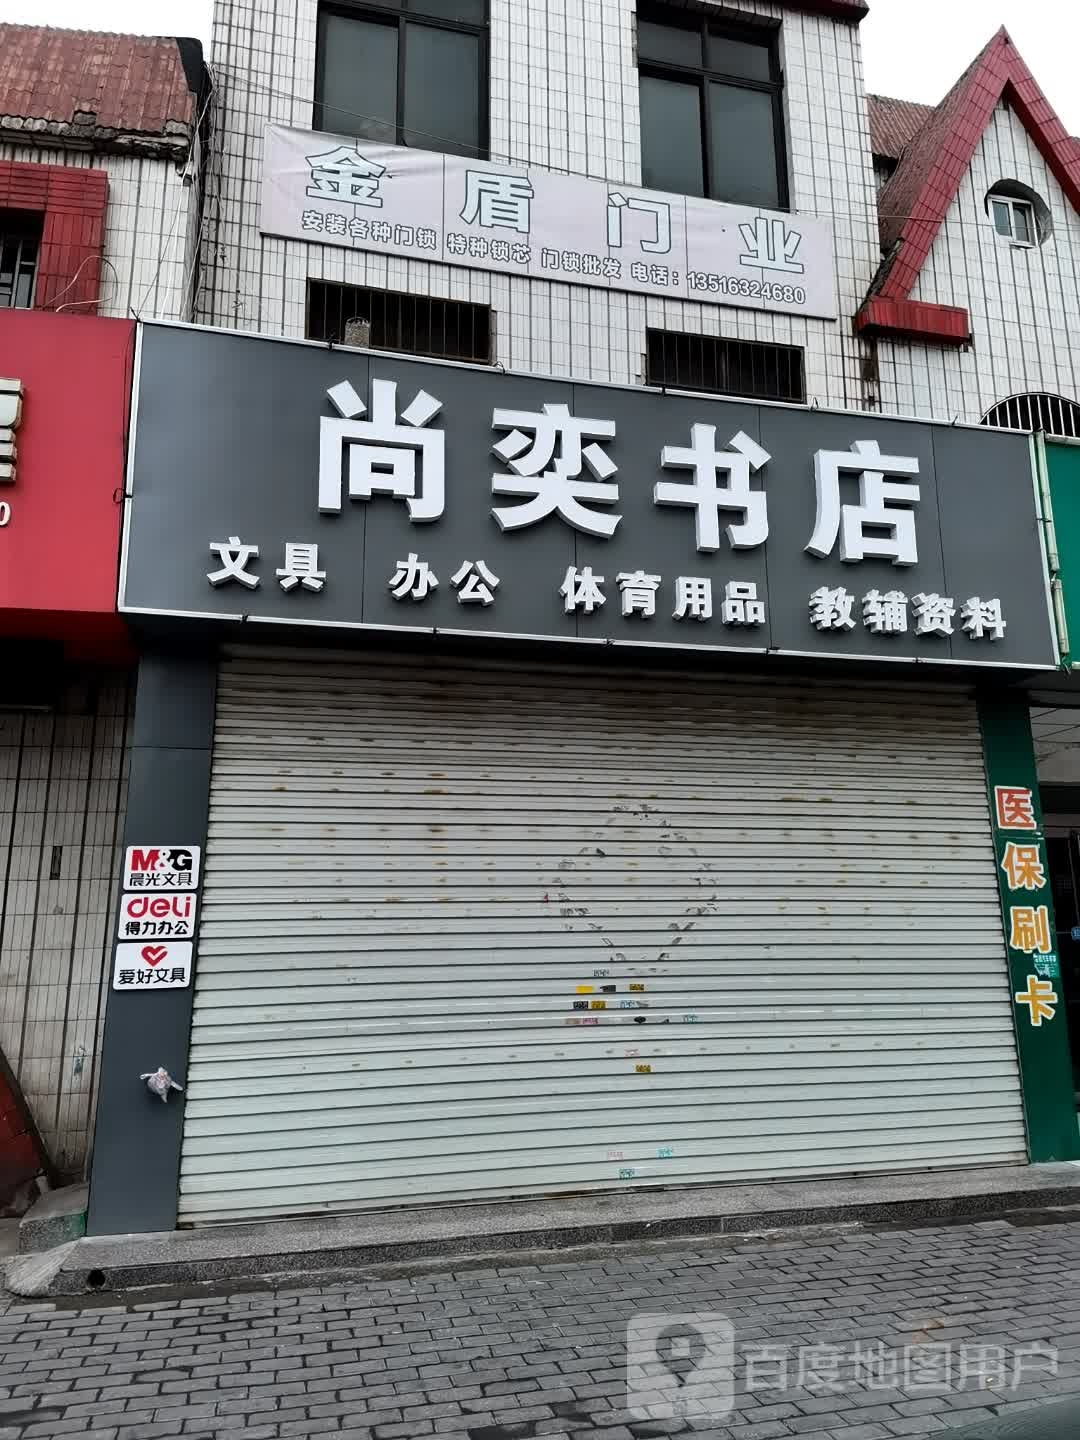 金盾门业
安装各种门锁 特种锁芯 门锁批发 电话：13516324680
尚奕书店
文具 办公 体育用品 教辅资料
0
M&G
晨光文具
deli
得力办公
爱好文具
医保刷卡
百度地图用户